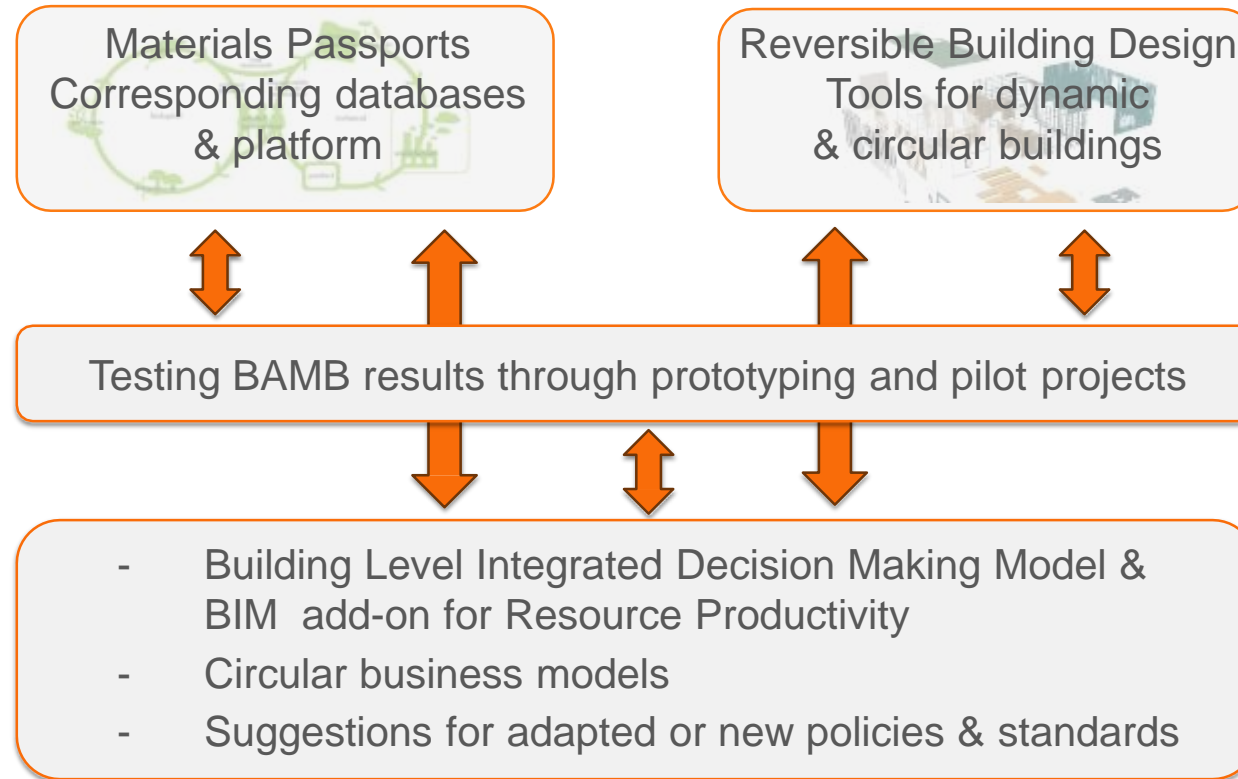 Materials Passports
Corresponding databases
& platform
Reversible Building Design
Tools for dynamic
& circular buildings
Testing BAMB results through prototyping and pilot projects
- Building Level Integrated Decision Making Model &
BIM add-on for Resource Productivity
- Circular business models
- Suggestions for adapted or new policies & standards